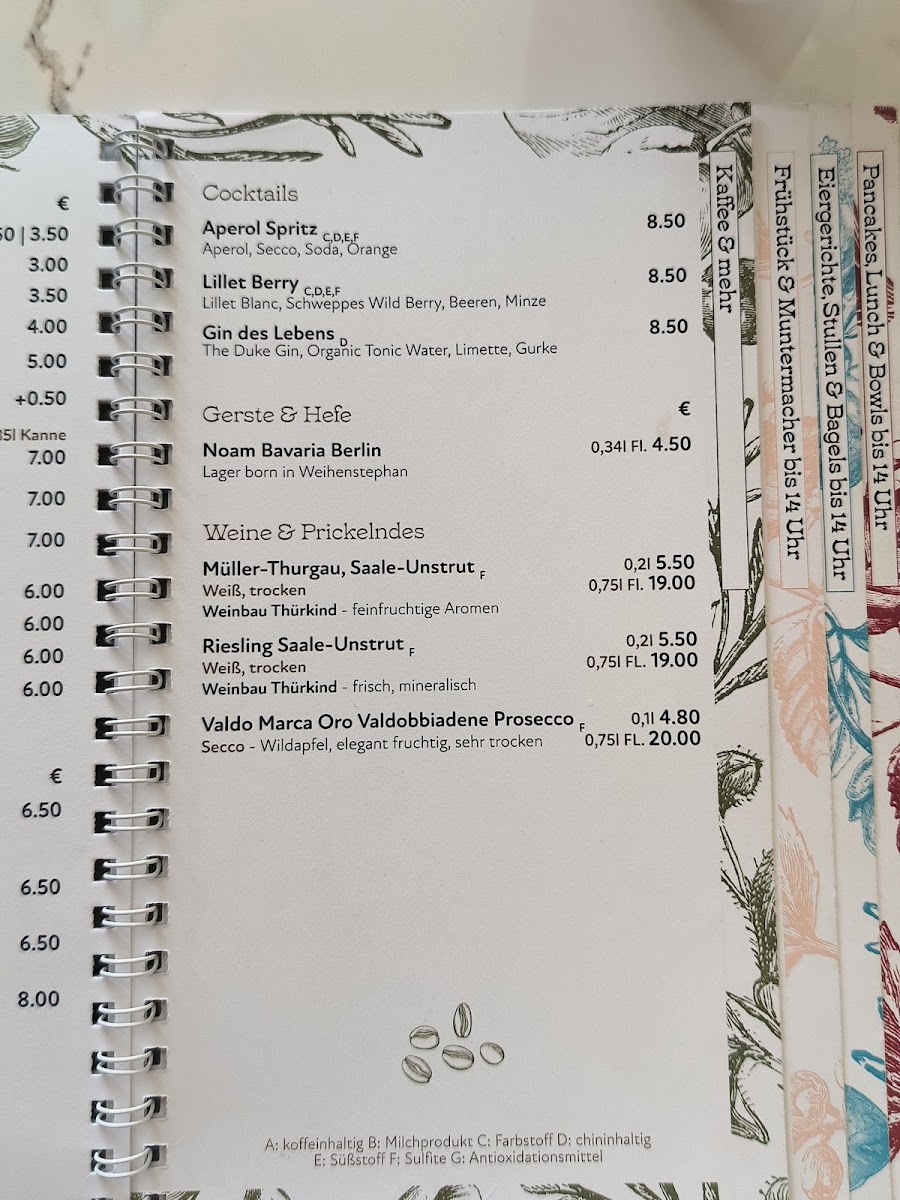 €
50 | 3.50
3.00
3.50
4.00
5.00
+0.50
35l Kanne
7.00
7.00
7.00
6.00
6.00
6.00
6.00
€
6.50
6.50
6.50
8.00
Cocktails
Aperol Spritz C,D,E,F 8.50
Aperol, Secco, Soda, Orange
Lillet Berry C,D,E,F 8.50
Lillet Blanc, Schweppes Wild Berry, Beeren, Minze
Gin des Lebens D 8.50
The Duke Gin, Organic Tonic Water, Limette, Gurke
Gerste & Hefe €
Noam Bavaria Berlin 0,34l Fl. 4.50
Lager born in Weihenstephan
Weine & Prickelndes
Müller-Thurgau, Saale-Unstrut F 0,2l 5.50
Weiß, trocken 0,75l Fl. 19.00
Weinbau Thürkind - feinfruchtige Aromen
Riesling Saale-Unstrut F 0,2l 5.50
Weiß, trocken 0,75l FL. 19.00
Weinbau Thürkind - frisch, mineralisch
Valdo Marca Oro Valdobbiadene Prosecco F 0,1l 4.80
Secco - Wildapfel, elegant fruchtig, sehr trocken 0,75l FL. 20.00
A: koffeinhaltig B: Milchprodukt C: Farbstoff D: chininhaltig
E: Süßstoff F: Sulfite G: Antioxidationsmittel
Kaffee & mehr
Frühstück & Muntermacher bis 14 Uhr
Eiergerichte, Stullen & Bagels bis 14 Uhr
Pancakes, Lunch & Bowls bis 14 Uhr